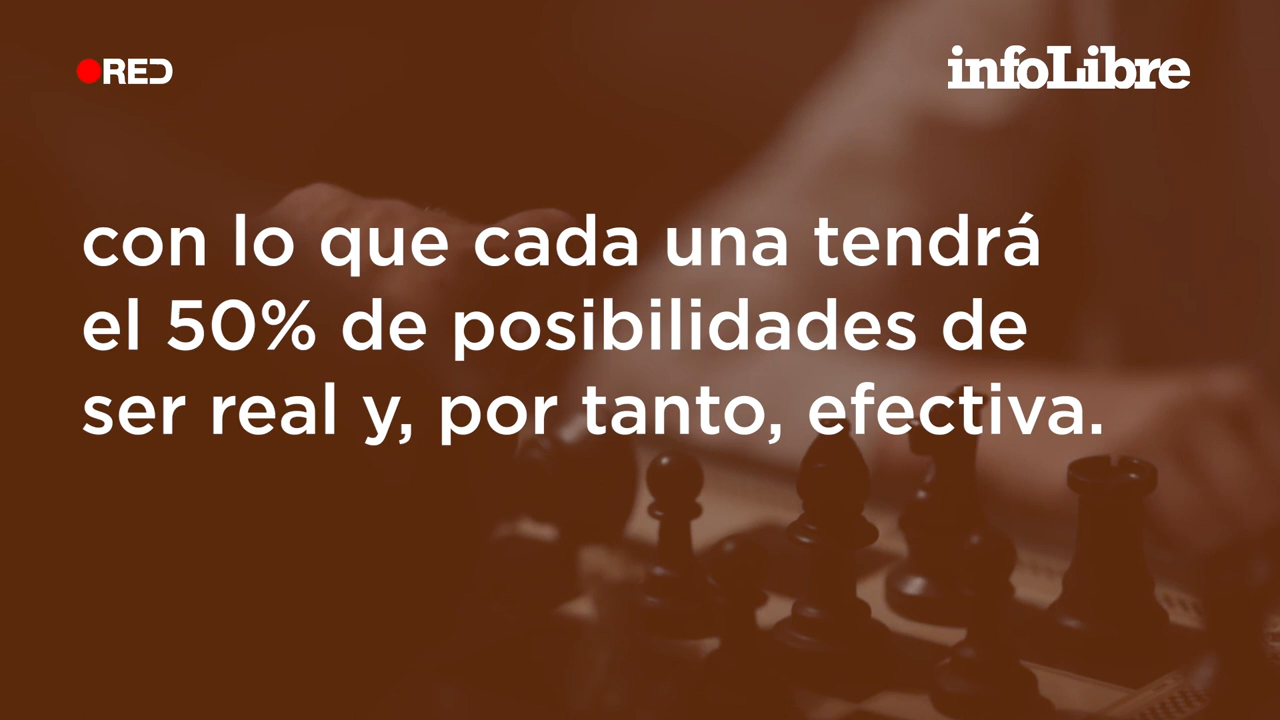 RED
infoLibre
con lo que cada una tendrá
el 50% de posibilidades de
ser real y, por tanto, efectiva.